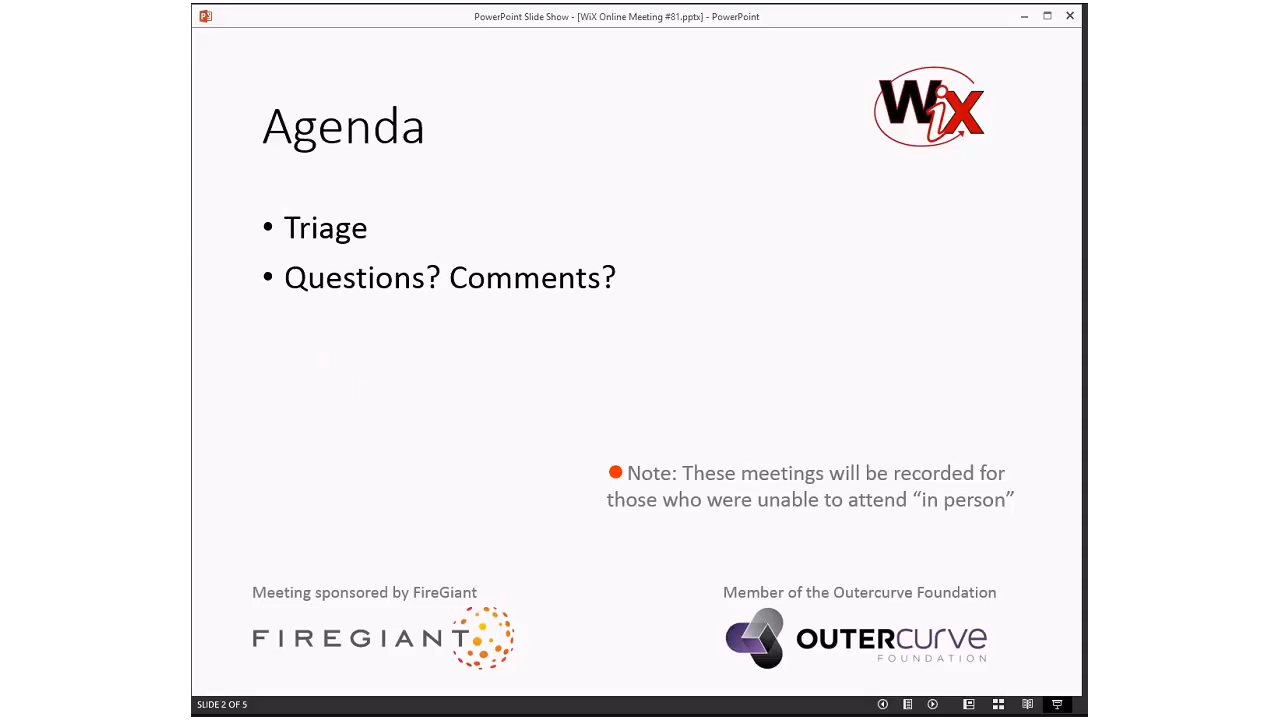 PowerPoint Slide Show - [WiX Online Meeting #81.pptx] - PowerPoint
WiX
Agenda
• Triage
• Questions? Comments?
Note: These meetings will be recorded for
those who were unable to attend “in person”
Meeting sponsored by FireGiant
FIREGIANT
Member of the Outercurve Foundation
OUTERCURVE
FOUNDATION
SLIDE 2 OF 5